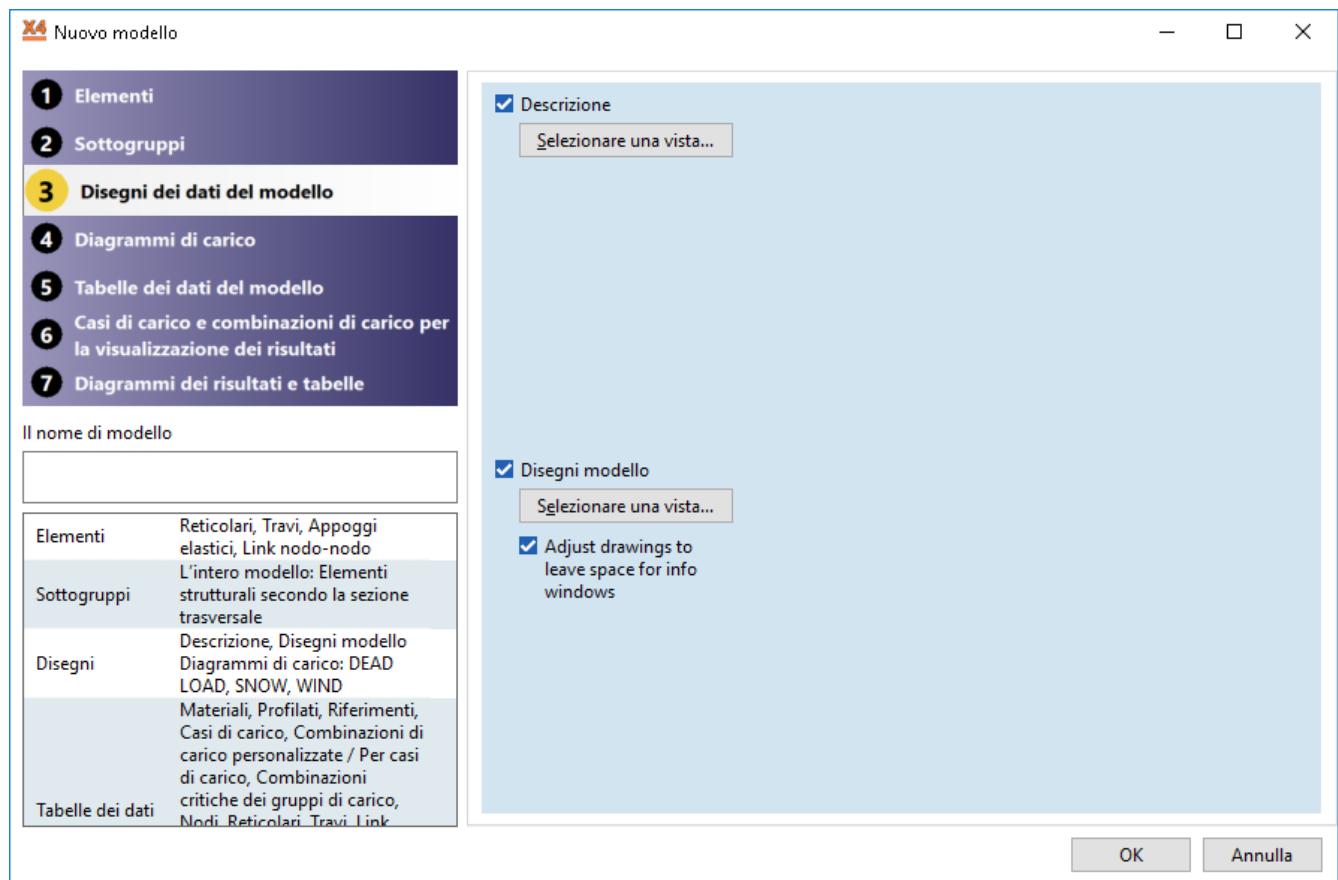 X4 Nuovo modello
1 Elementi
2 Sottogruppi
3 Disegni dei dati del modello
4 Diagrammi di carico
5 Tabelle dei dati del modello
6 Casi di carico e combinazioni di carico per
la visualizzazione dei risultati
7 Diagrammi dei risultati e tabelle
Il nome di modello
Elementi
Reticolari, Travi, Appoggi
elastici, Link nodo-nodo
Sottogruppi
L'intero modello: Elementi
strutturali secondo la sezione
trasversale
Disegni
Descrizione, Disegni modello
Diagrammi di carico: DEAD
LOAD, SNOW, WIND
Tabelle dei dati
Materiali, Profilati, Riferimenti,
Casi di carico, Combinazioni di
carico personalizzate / Per casi
di carico, Combinazioni
critiche dei gruppi di carico,
Nodi, Reticolari, Travi, Link
Descrizione
Selezionare una vista...
Disegni modello
Selezionare una vista...
Adjust drawings to
leave space for info
windows
OK
Annulla